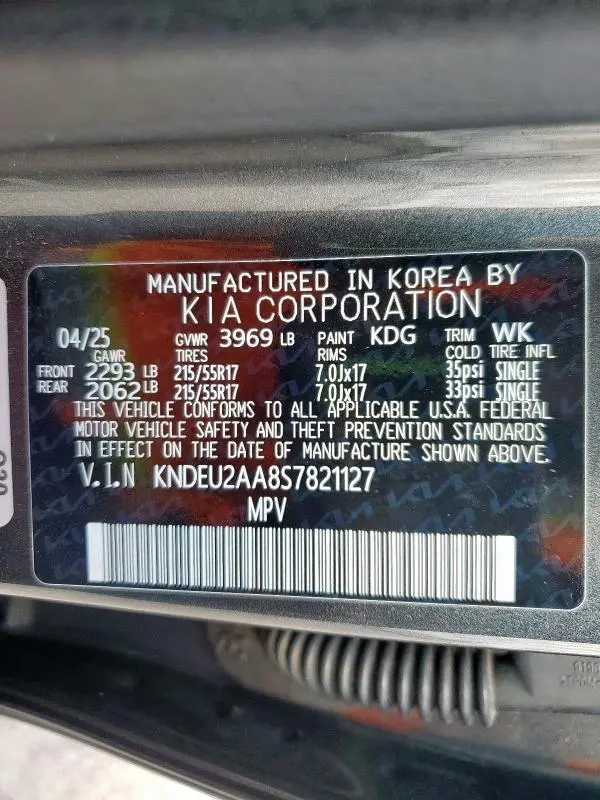 MANUFACTURED IN KOREA BY
KIA CORPORATION
04/25 GVWR 3969 LB PAINT KDG TRIM WK
GAWR TIRES RIMS COLD TIRE INFL
FRONT 2293 LB 215/55R17 7.0Jx17 35psi SINGLE
REAR 2062 LB 215/55R17 7.0Jx17 33psi SINGLE
THIS VEHICLE CONFORMS TO ALL APPLICABLE U.S.A. FEDERAL
MOTOR VEHICLE SAFETY AND THEFT PREVENTION STANDARDS
IN EFFECT ON THE DATE OF MANUFACTURE SHOWN ABOVE.
V.I.N KNDEU2AA8S7821127
MPV